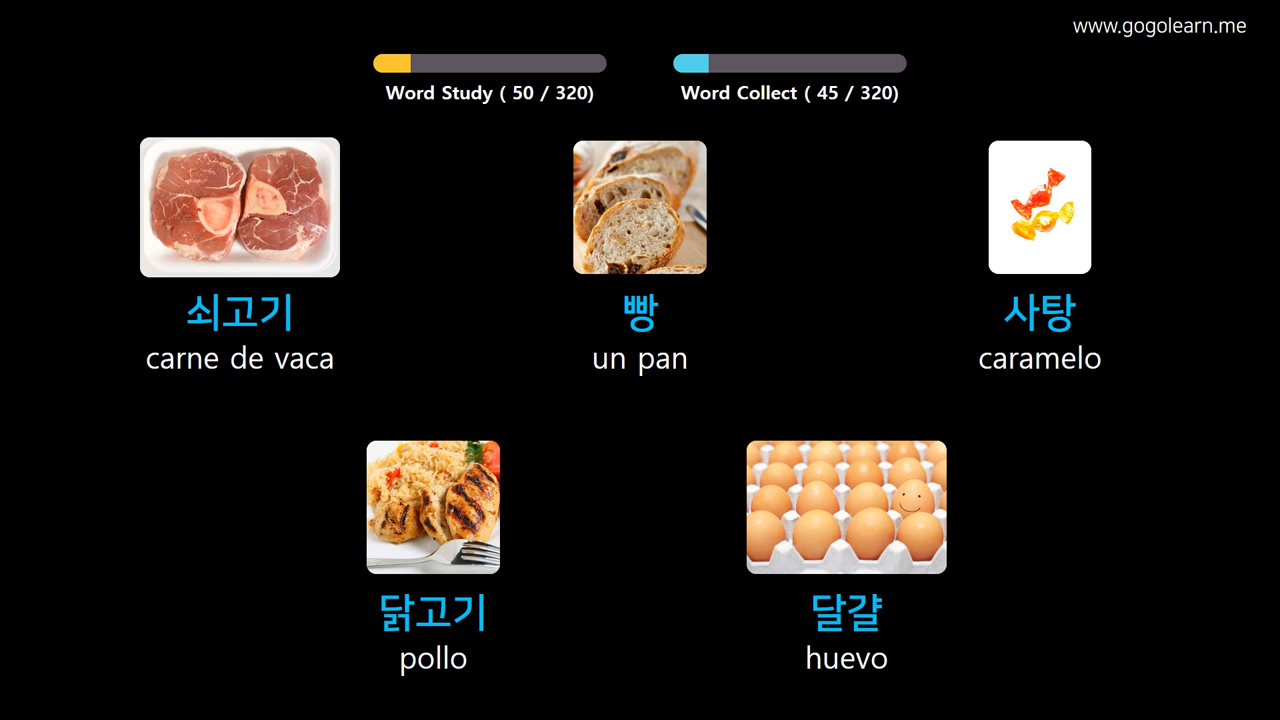 www.gogolearn.me
Word Study ( 50 / 320)
Word Collect ( 45 / 320)
쇠고기
carne de vaca
빵
un pan
사탕
caramelo
닭고기
pollo
달걀
huevo